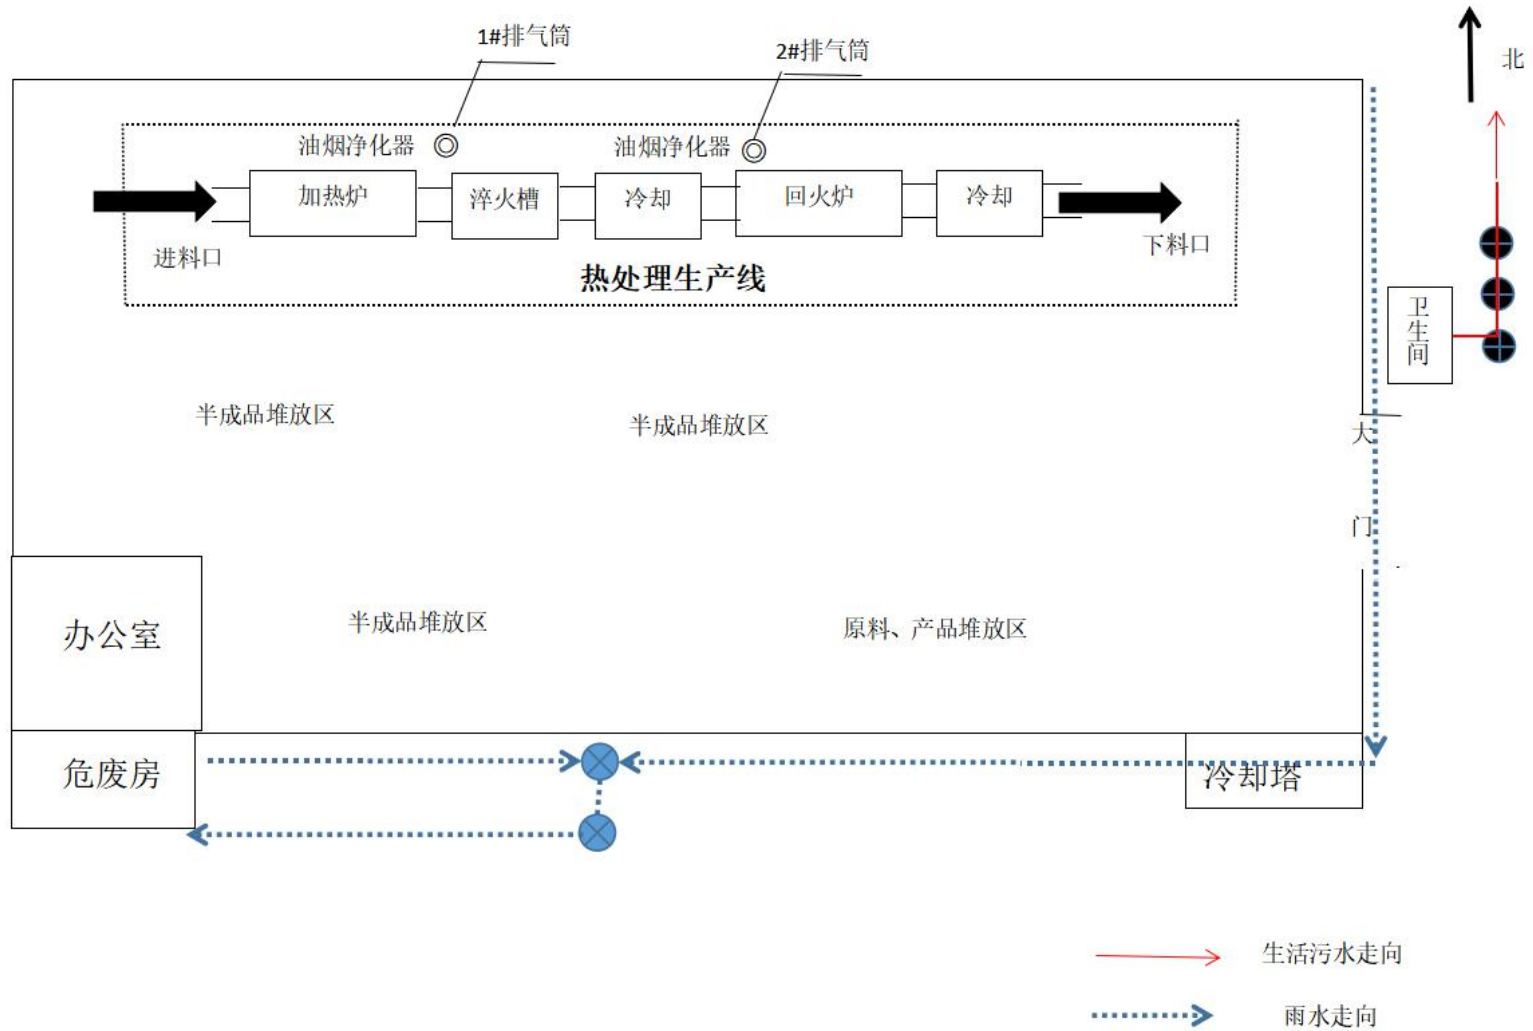 1#排气筒
2#排气筒
北
油烟净化器
油烟净化器
加热炉
淬火槽
冷却
回火炉
冷却
进料口
下料口
热处理生产线
卫生间
半成品堆放区
半成品堆放区
大
门
办公室
半成品堆放区
原料、产品堆放区
危废房
冷却塔
生活污水走向
雨水走向